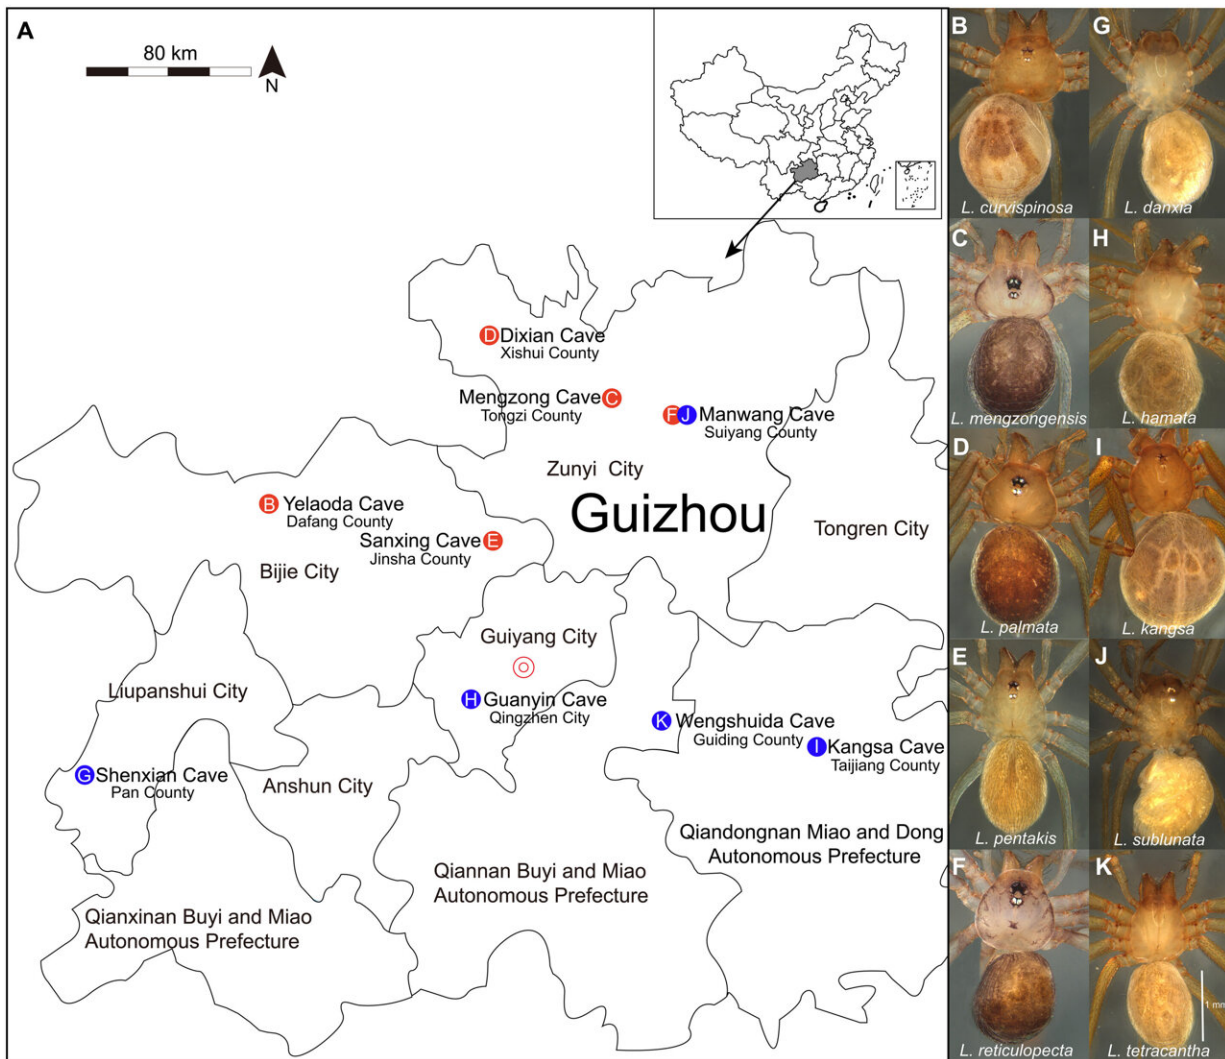 A
80 km
N
D Dixian Cave
Xishui County
Mengzong Cave C
Tongzi County
F J Manwang Cave
Suiyang County
Zunyi City
Guizhou
Tongren City
B Yelaoda Cave
Dafang County
Sanxing Cave E
Jinsha County
Bijie City
Guiyang City
Liupanshui City
H Guanyin Cave
Qingzhen City
K Wengshuida Cave
Guiding County
I Kangsa Cave
Taijiang County
G Shenxian Cave
Pan County
Anshun City
Qiandongnan Miao and Dong
Autonomous Prefecture
Qiannan Buyi and Miao
Autonomous Prefecture
Qianxinan Buyi and Miao
Autonomous Prefecture
B
L. curvispinosa
C
L. mengzongensis
D
L. palmata
E
L. pentakis
F
L. reticulopecta
G
L. danxia
H
L. hamata
I
L. kangsa
J
L. sublunata
K
1 mm
L. tetracantha